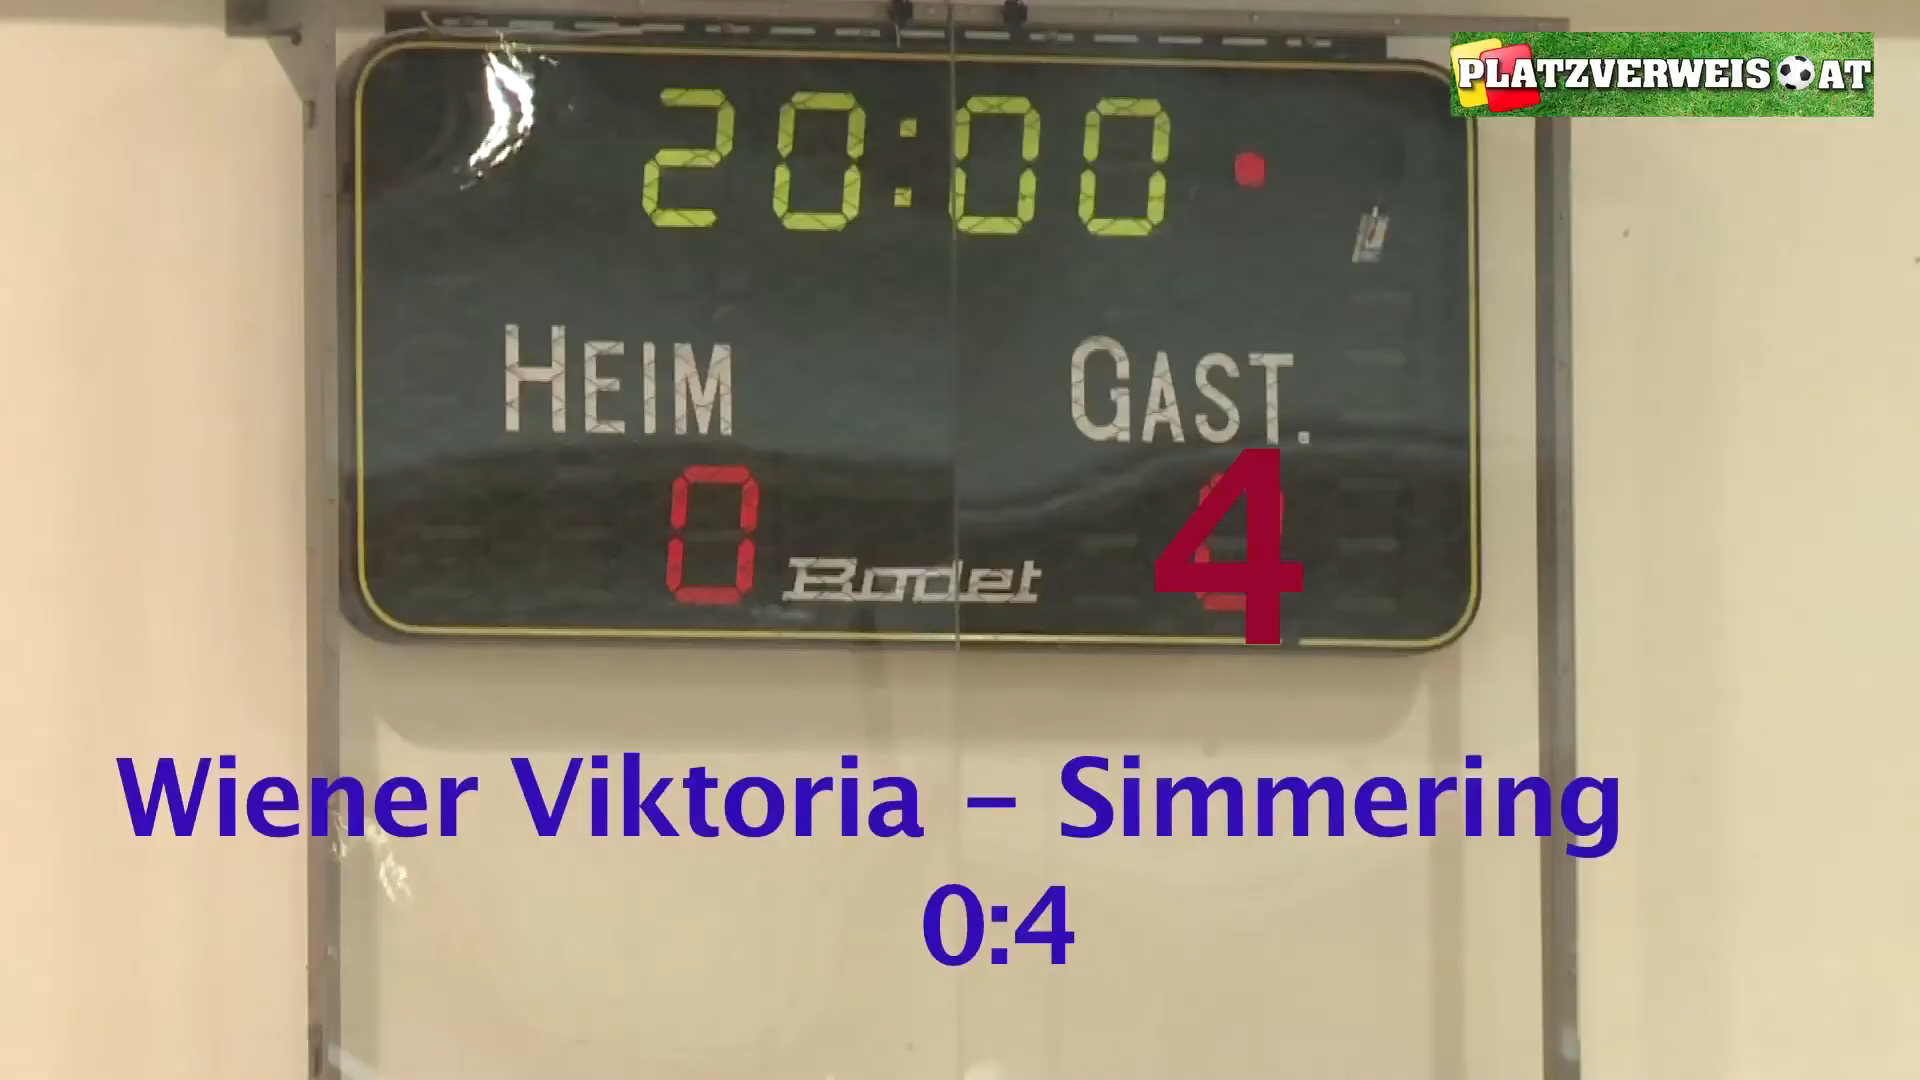 PLATZVERWEIS.AT
20:00
HEIM GAST.
0 4
Bodet
Wiener Viktoria - Simmering
0:4